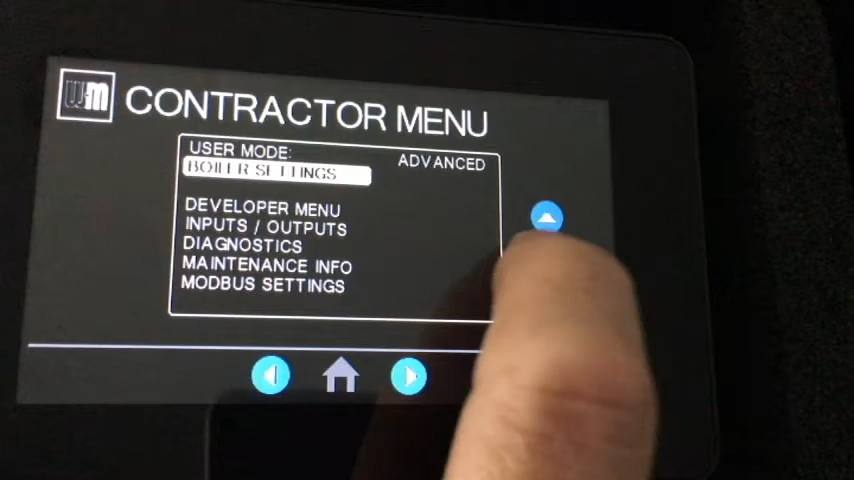 W-M
CONTRACTOR MENU
USER MODE: ADVANCED
BOILER SETTINGS
DEVELOPER MENU
INPUTS / OUTPUTS
DIAGNOSTICS
MAINTENANCE INFO
MODBUS SETTINGS